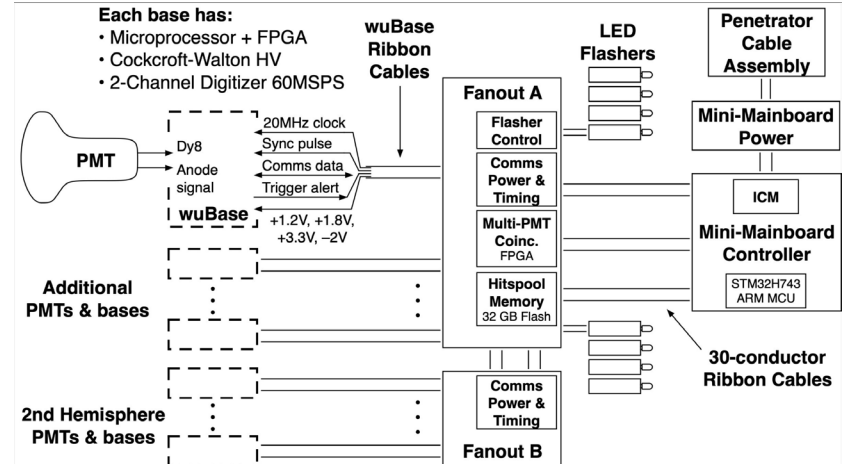 Each base has:
• Microprocessor + FPGA
• Cockcroft-Walton HV
• 2-Channel Digitizer 60MSPS
wuBase
Ribbon
Cables
LED
Flashers
Penetrator
Cable
Assembly
Mini-Mainboard
Power
PMT
Dy8
Anode
signal
wuBase
20MHz clock
Sync pulse
Comms data
Trigger alert
+1.2V, +1.8V,
+3.3V, –2V
Fanout A
Flasher
Control
Comms
Power &
Timing
Multi-PMT
Coinc.
FPGA
Hitspool
Memory
32 GB Flash
ICM
Mini-Mainboard
Controller
STM32H743
ARM MCU
Additional
PMTs & bases
30-conductor
Ribbon Cables
2nd Hemisphere
PMTs & bases
Comms
Power &
Timing
Fanout B